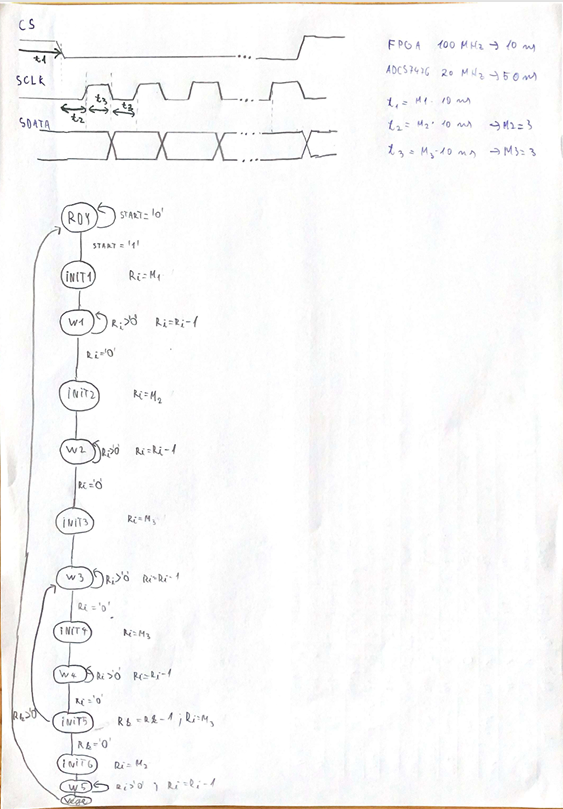 CS
t1
SCLK
t3
t3
t2
SDATA
FPGA 100 MHz → 10 ns
ADCS7476 20 MHz → 50 ns
t1 = M1 · 10 ns
t2 = M2 · 10 ns → M2 = 3
t3 = M3 · 10 ns → M3 = 3
RDY START = '0'
START = '1'
INIT1 Ri = M1
W1 Ri>'0' Ri = Ri-1
Ri = '0'
INIT2 Ri = M2
W2 Ri>'0' Ri = Ri-1
Ri = '0'
INIT3 Ri = M3
W3 Ri>'0' Ri = Ri-1
Ri = '0'
INIT4 Ri = M3
W4 Ri>'0' Ri = Ri-1
Ri = '0'
Rk>'0' INIT5 Rk = Rk-1 ; Ri = M3
Rk = '0'
INIT6 Ri = M3
W5 Ri>'0' ; Ri = Ri-1